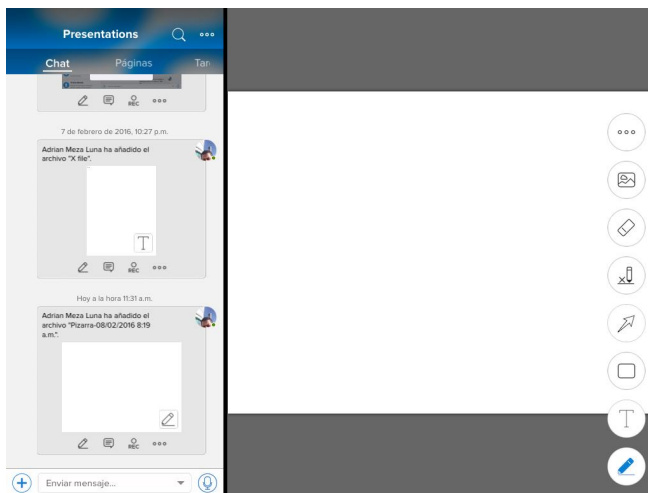 Presentations
Chat Páginas Tar
REC
7 de febrero de 2016, 10:27 p.m.
Adrian Meza Luna ha añadido el
archivo "X file".
T
REC
Hoy a la hora 11:31 a.m.
Adrian Meza Luna ha añadido el
archivo "Pizarra-08/02/2016 8:19
a.m.".
REC
Enviar mensaje...
x
T